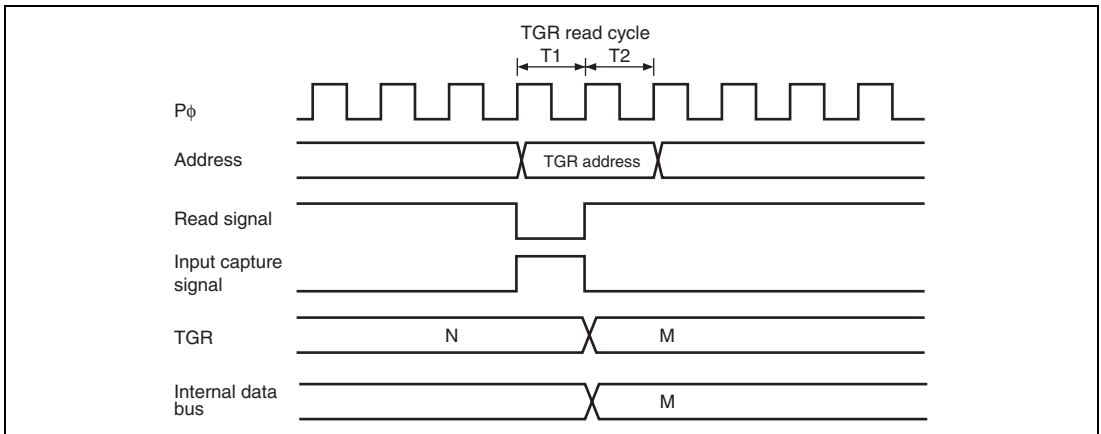 TGR read cycle
T1 T2
Pϕ
Address
TGR address
Read signal
Input capture
signal
TGR
N
M
Internal data
bus
M